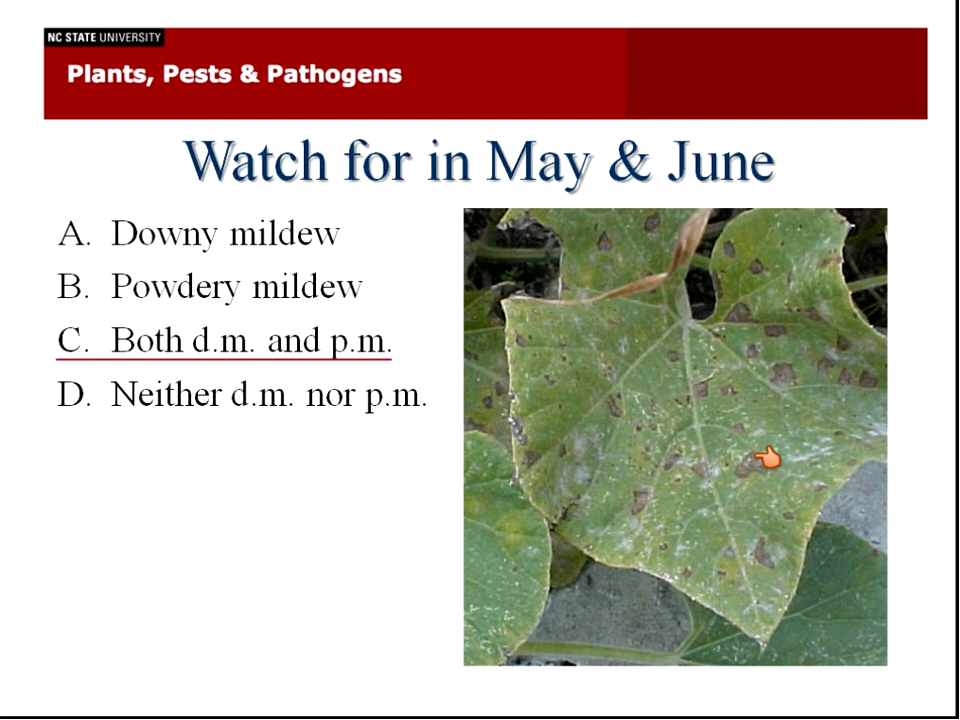 NC STATE UNIVERSITY
Plants, Pests & Pathogens
Watch for in May & June
A. Downy mildew
B. Powdery mildew
C. Both d.m. and p.m.
D. Neither d.m. nor p.m.